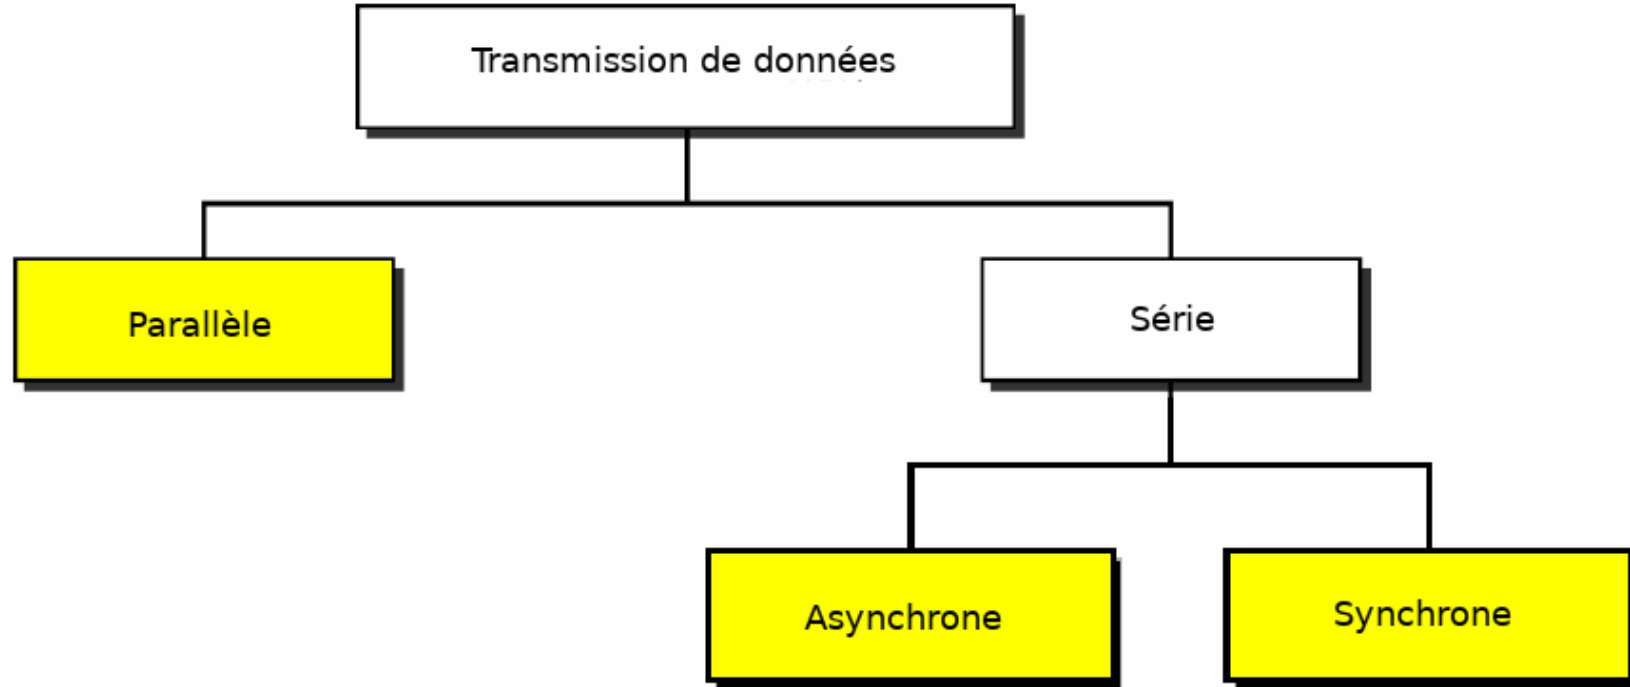 Transmission de données
Parallèle
Série
Asynchrone
Synchrone